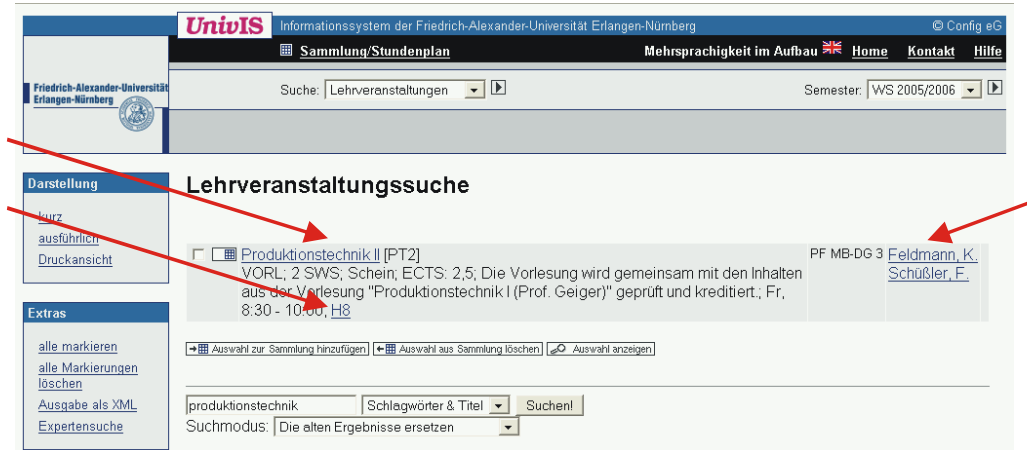 UnivIS Informationssystem der Friedrich-Alexander-Universität Erlangen-Nürnberg © Config eG
Sammlung/Stundenplan Mehrsprachigkeit im Aufbau Home Kontakt Hilfe
Friedrich-Alexander-Universität
Erlangen-Nürnberg
Suche: Lehrveranstaltungen Semester: WS 2005/2006
Darstellung
kurz
ausführlich
Druckansicht
Extras
alle markieren
alle Markierungen
löschen
Ausgabe als XML
Expertensuche
Lehrveranstaltungssuche
Produktionstechnik II [PT2] PF MB-DG 3 Feldmann, K.
VORL; 2 SWS; Schein; ECTS: 2,5; Die Vorlesung wird gemeinsam mit den Inhalten Schüßler, F.
aus der Vorlesung "Produktionstechnik I (Prof. Geiger)" geprüft und kreditiert.; Fr,
8:30 - 10:00, H8
Auswahl zur Sammlung hinzufügen Auswahl aus Sammlung löschen Auswahl anzeigen
produktionstechnik Schlagwörter & Titel Suchen!
Suchmodus: Die alten Ergebnisse ersetzen